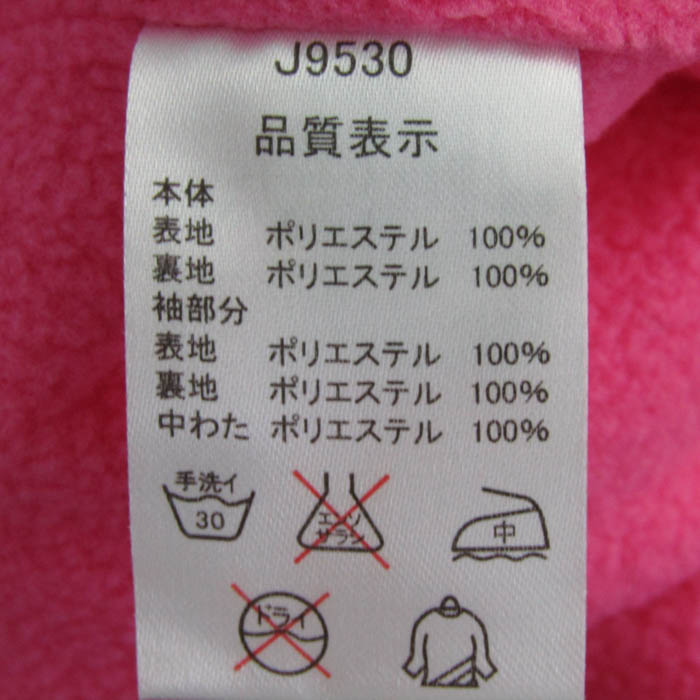 J9530
品質表示
本体
表地 ポリエステル 100%
裏地 ポリエステル 100%
袖部分
表地 ポリエステル 100%
裏地 ポリエステル 100%
中わた ポリエステル 100%
手洗イ
30
エンソ
サラシ
中
ドライ